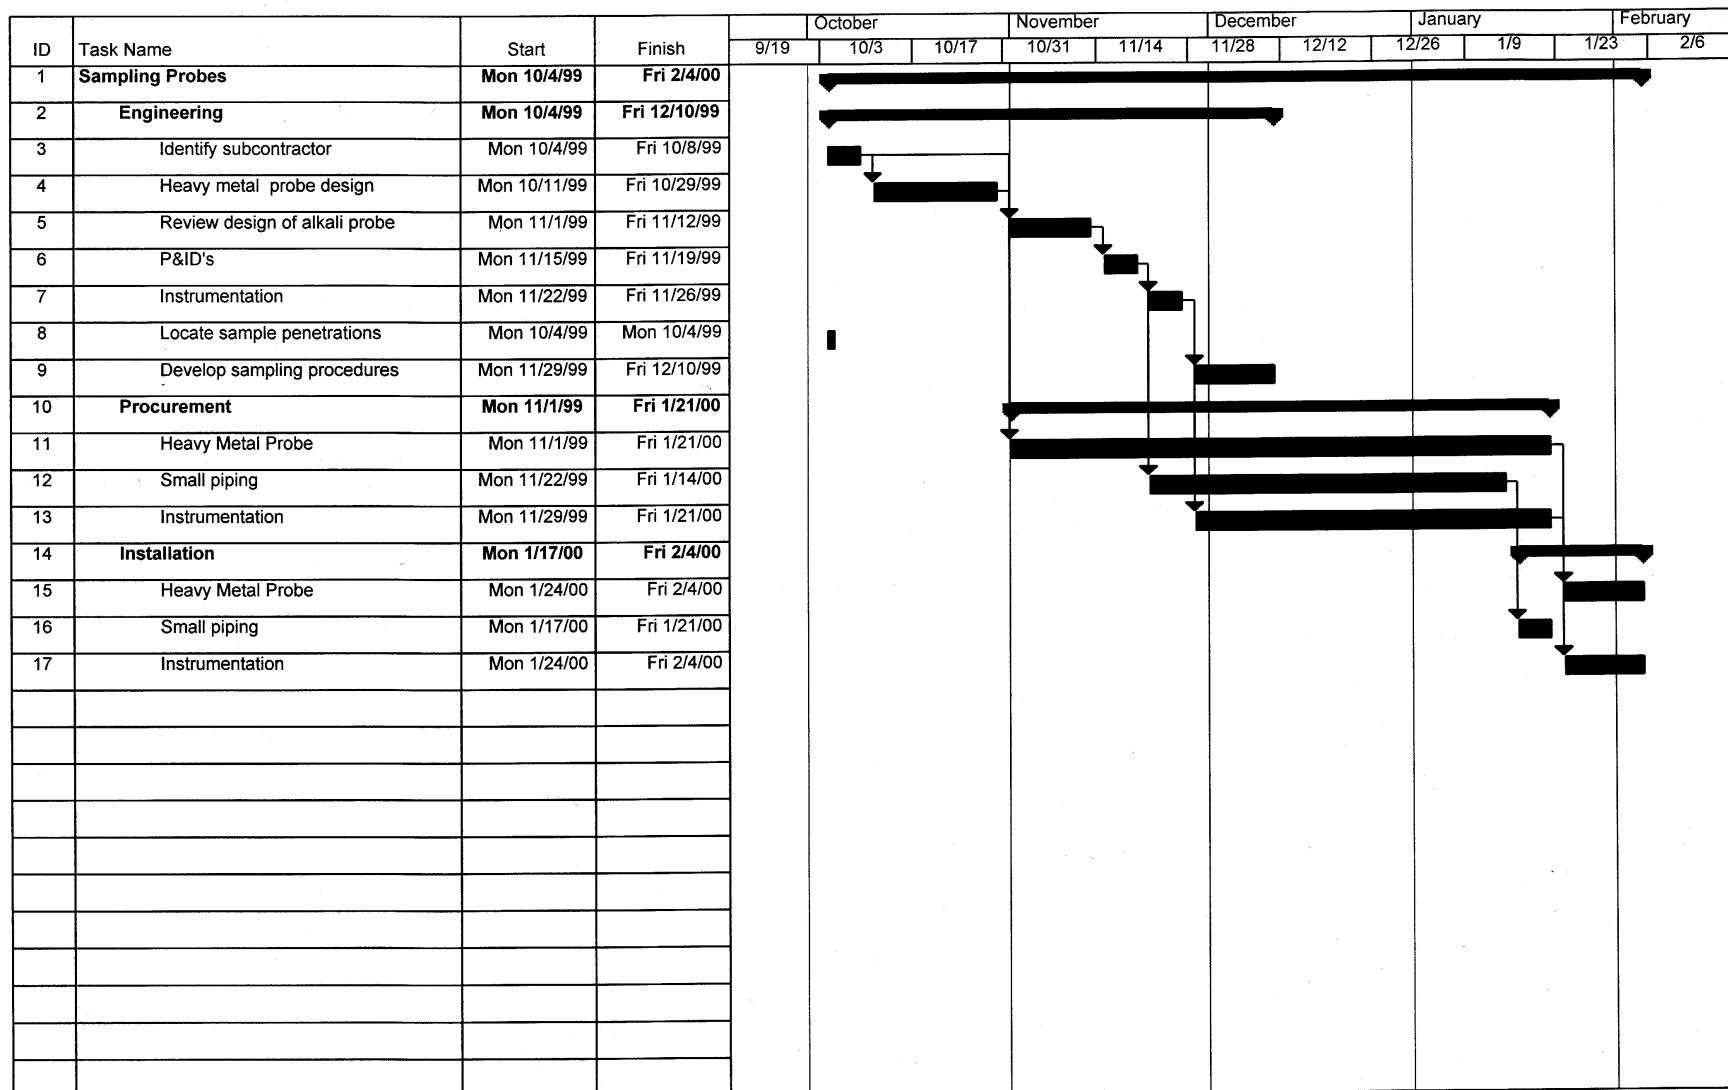 October November December January February
ID Task Name Start Finish 9/19 10/3 10/17 10/31 11/14 11/28 12/12 12/26 1/9 1/23 2/6
1 Sampling Probes Mon 10/4/99 Fri 2/4/00
2 Engineering Mon 10/4/99 Fri 12/10/99
3 Identify subcontractor Mon 10/4/99 Fri 10/8/99
4 Heavy metal probe design Mon 10/11/99 Fri 10/29/99
5 Review design of alkali probe Mon 11/1/99 Fri 11/12/99
6 P&ID's Mon 11/15/99 Fri 11/19/99
7 Instrumentation Mon 11/22/99 Fri 11/26/99
8 Locate sample penetrations Mon 10/4/99 Mon 10/4/99
9 Develop sampling procedures Mon 11/29/99 Fri 12/10/99
10 Procurement Mon 11/1/99 Fri 1/21/00
11 Heavy Metal Probe Mon 11/1/99 Fri 1/21/00
12 Small piping Mon 11/22/99 Fri 1/14/00
13 Instrumentation Mon 11/29/99 Fri 1/21/00
14 Installation Mon 1/17/00 Fri 2/4/00
15 Heavy Metal Probe Mon 1/24/00 Fri 2/4/00
16 Small piping Mon 1/17/00 Fri 1/21/00
17 Instrumentation Mon 1/24/00 Fri 2/4/00